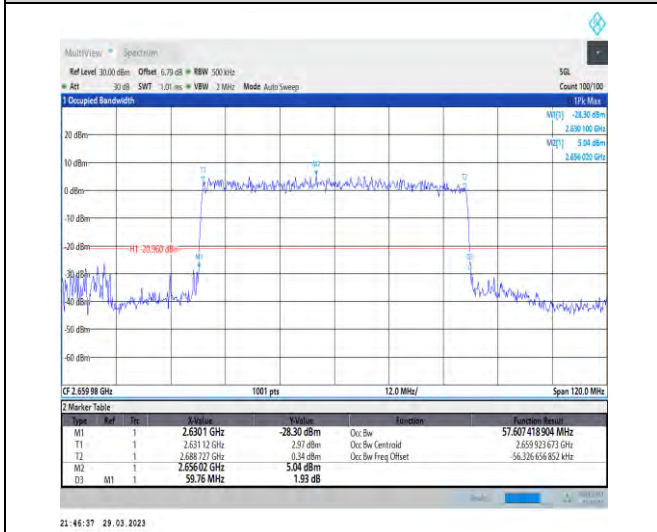 MultiView Spectrum
Ref Level 30.00 dBm Offset 6.79 dB RBW 500 kHz SGL
Att 30 dB SWT 1.01 ms VBW 2 MHz Mode Auto Sweep Count 100/100
1 Occupied Bandwidth 1Pk Max
M1[1] -28.30 dBm
2.630 100 GHz
M2[1] 5.04 dBm
2.656 020 GHz
20 dBm
10 dBm
0 dBm
-10 dBm
-20 dBm
H1 -20.960 dBm
-30 dBm
-40 dBm
-50 dBm
-60 dBm
T1
M2
T2
M1
D3
CF 2.659 98 GHz 1001 pts 12.0 MHz/ Span 120.0 MHz
2 Marker Table
Type Ref Trc X-Value Y-Value Function Function Result
M1 1 2.6301 GHz -28.30 dBm Occ Bw 57.607 418 904 MHz
T1 1 2.631 12 GHz 2.97 dBm Occ Bw Centroid 2.659 923 673 GHz
T2 1 2.688 727 GHz 0.34 dBm Occ Bw Freq Offset -56.326 656 852 kHz
M2 1 2.656 02 GHz 5.04 dBm
D3 M1 1 59.76 MHz 1.93 dB
21:46:37 29.03.2023